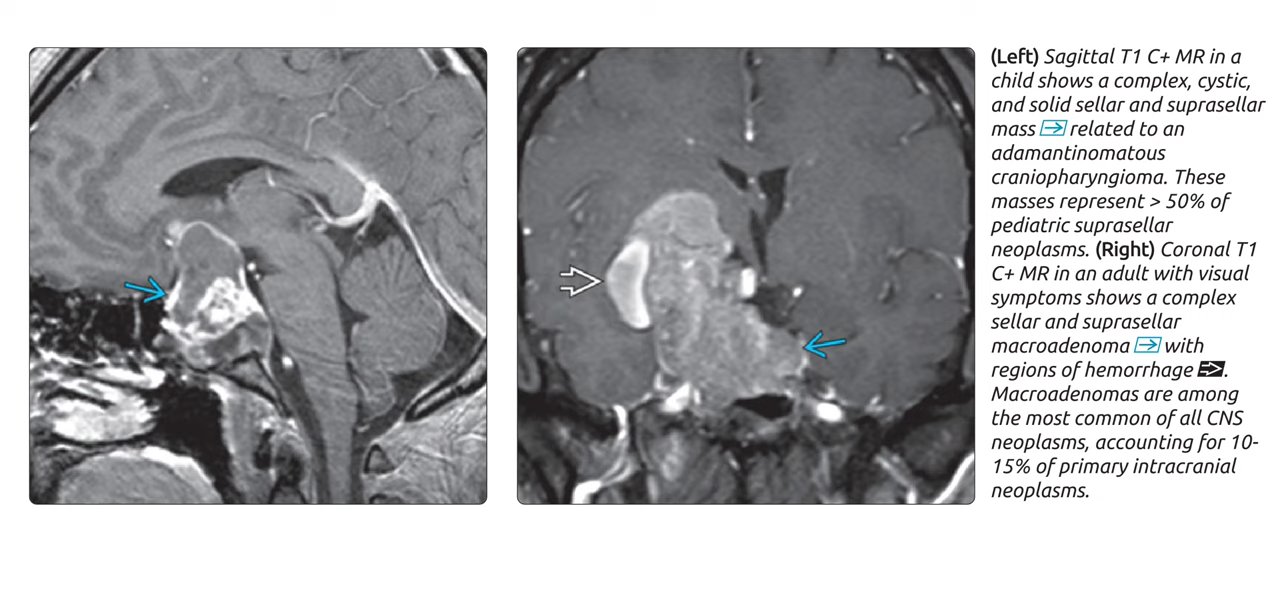 (Left) Sagittal T1 C+ MR in a
child shows a complex, cystic,
and solid sellar and suprasellar
mass related to an
adamantinomatous
craniopharyngioma. These
masses represent > 50% of
pediatric suprasellar
neoplasms. (Right) Coronal T1
C+ MR in an adult with visual
symptoms shows a complex
sellar and suprasellar
macroadenoma with
regions of hemorrhage.
Macroadenomas are among
the most common of all CNS
neoplasms, accounting for 10-
15% of primary intracranial
neoplasms.